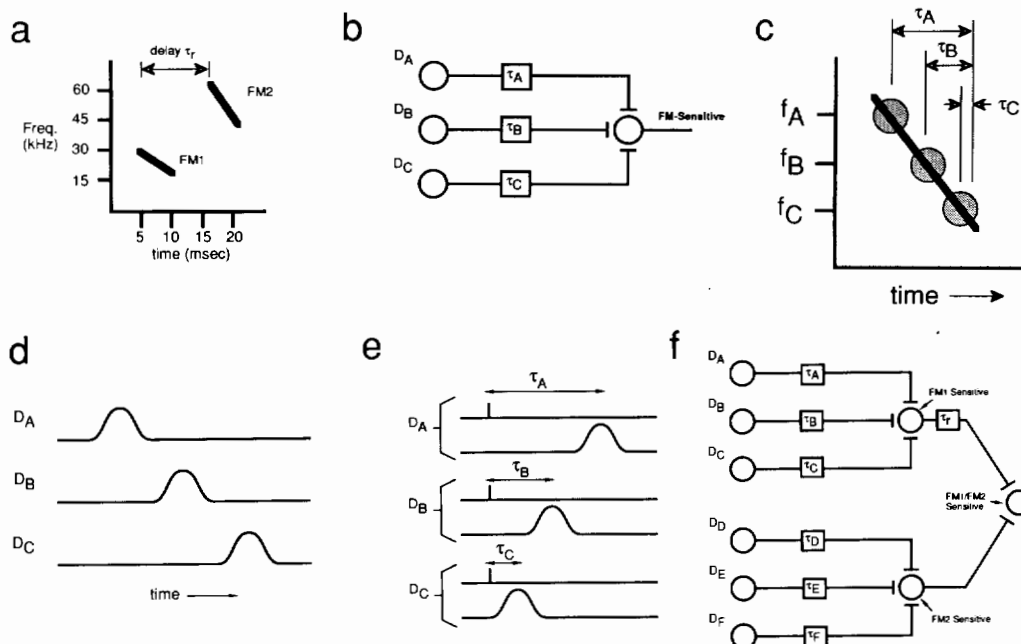 a
delay τr
60
45
30
15
Freq.
(kHz)
FM2
FM1
5 10 15 20
time (msec)
b
DA
τA
DB
τB
DC
τC
FM-Sensitive
c
τA
τB
τC
fA
fB
fC
time
d
DA
DB
DC
time
e
τA
DA
τB
DB
τC
DC
f
DA
τA
FM1 Sensitive
DB
τB
τr
DC
τC
FM1/FM2
Sensitive
DD
τD
DE
τE
FM2 Sensitive
DF
τF